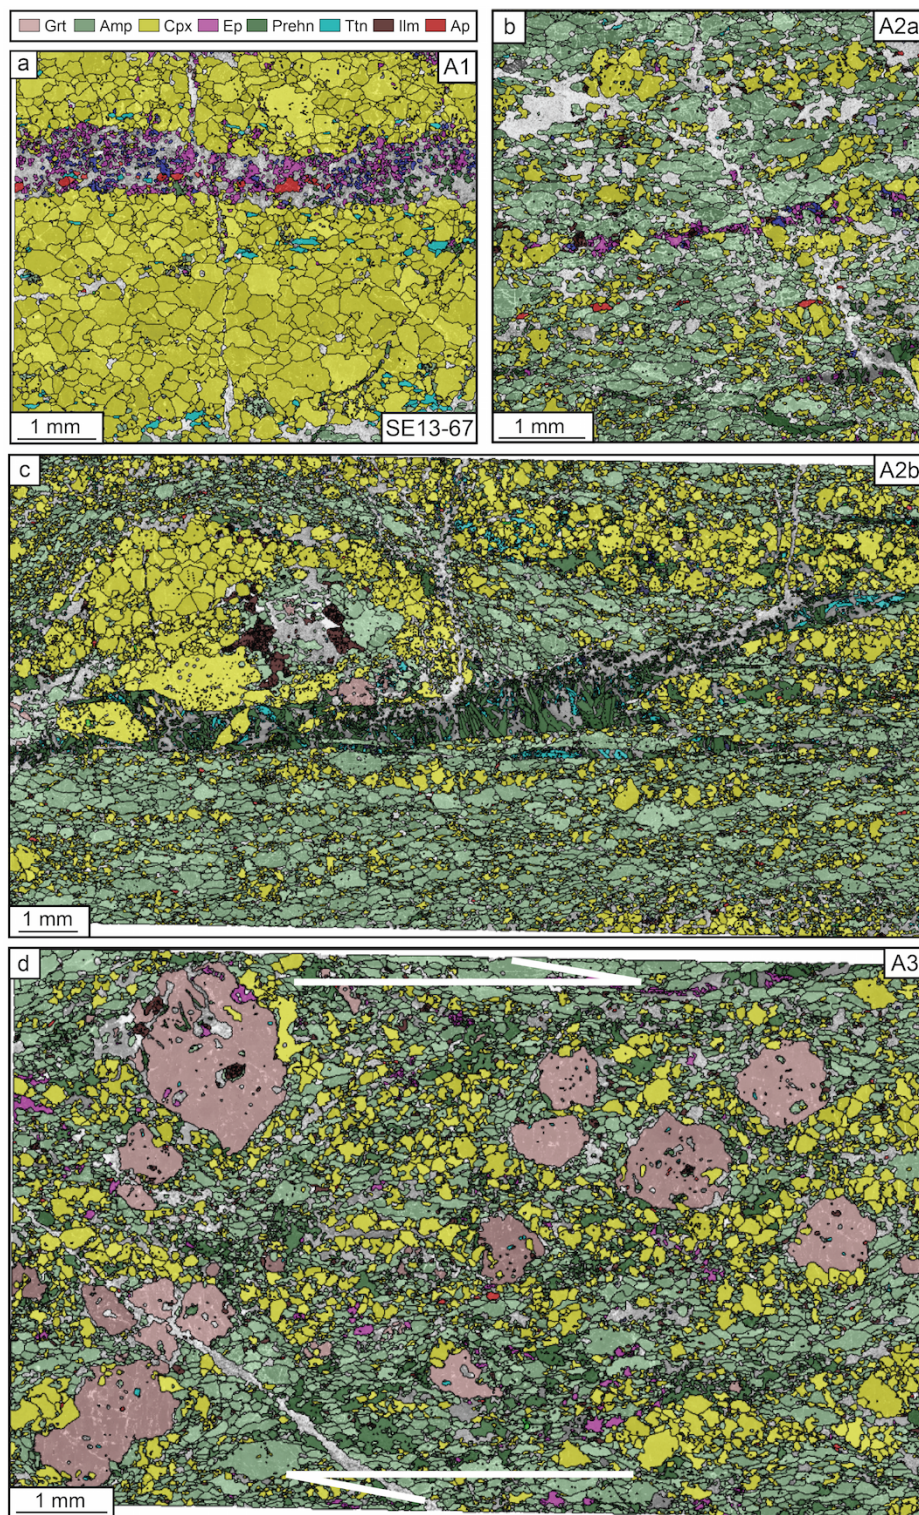 Grt Amp Cpx Ep Prehn Ttn Ilm Ap
a
A1
1 mm
SE13-67
b
A2a
1 mm
c
A2b
1 mm
d
A3
1 mm